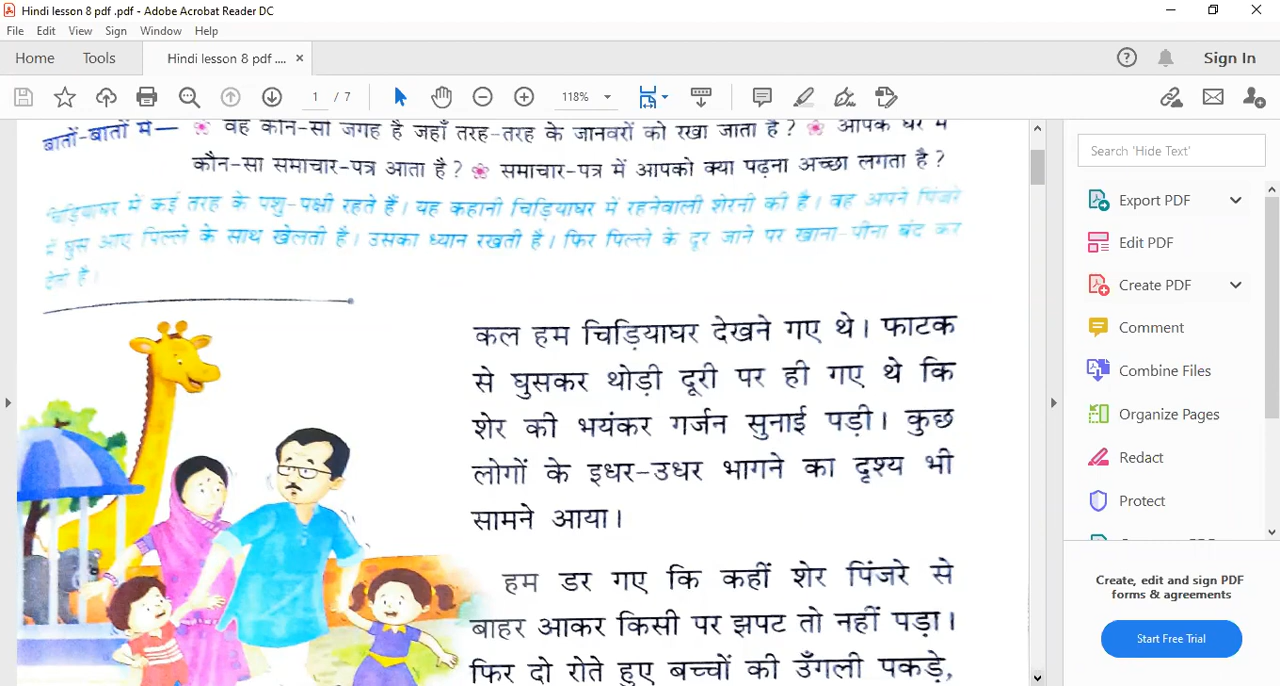 Hindi lesson 8 pdf .pdf - Adobe Acrobat Reader DC
File Edit View Sign Window Help
Home Tools Hindi lesson 8 pdf .... × Sign In
1 / 7 118%
बातों-बातों में— वह कौन-सी जगह है जहाँ तरह-तरह के जानवरों को रखा जाता है? आपके घर में
कौन-सा समाचार-पत्र आता है? समाचार-पत्र में आपको क्या पढ़ना अच्छा लगता है?
चिड़ियाघर में कई तरह के पशु-पक्षी रहते हैं। यह कहानी चिड़ियाघर में रहनेवाली शेरनी की है। वह अपने पिंजरे
में घुस आए पिल्ले के साथ खेलती है। उसका ध्यान रखती है। फिर पिल्ले के दूर जाने पर खाना-पीना बंद कर
देती है।
कल हम चिड़ियाघर देखने गए थे। फाटक
से घुसकर थोड़ी दूरी पर ही गए थे कि
शेर की भयंकर गर्जन सुनाई पड़ी। कुछ
लोगों के इधर-उधर भागने का दृश्य भी
सामने आया।
हम डर गए कि कहीं शेर पिंजरे से
बाहर आकर किसी पर झपट तो नहीं पड़ा।
फिर दो रोते हुए बच्चों की उँगली पकड़े,
Search 'Hide Text'
Export PDF
Edit PDF
Create PDF
Comment
Combine Files
Organize Pages
Redact
Protect
Create, edit and sign PDF
forms & agreements
Start Free Trial